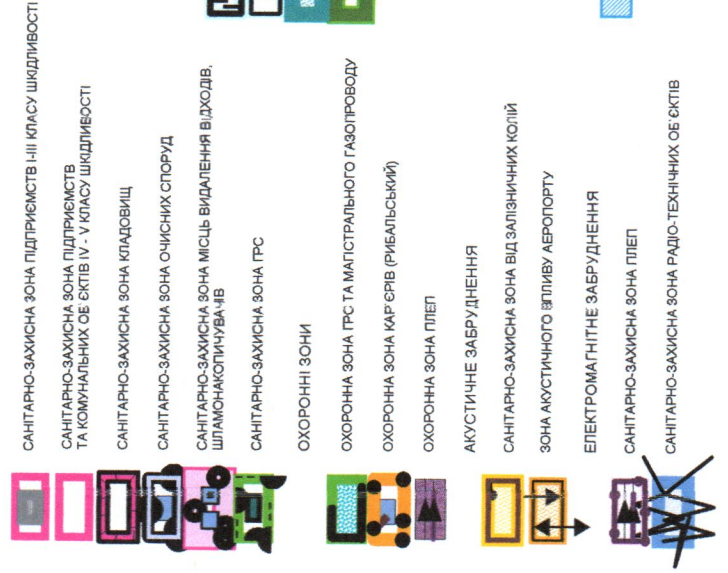 САНІТАРНО-ЗАХИСНА ЗОНА ПІДПРИЄМСТВ I-III КЛАСУ ШКІДЛИВОСТІ
САНІТАРНО-ЗАХИСНА ЗОНА ПІДПРИЄМСТВ
ТА КОМУНАЛЬНИХ ОБ'ЄКТІВ IV - V КЛАСУ ШКІДЛИВОСТІ
САНІТАРНО-ЗАХИСНА ЗОНА КЛАДОВИЩ
САНІТАРНО-ЗАХИСНА ЗОНА ОЧИСНИХ СПОРУД
САНІТАРНО-ЗАХИСНА ЗОНА МІСЦЬ ВИДАЛЕННЯ ВІДХОДІВ,
ШЛАМОНАКОПИЧУВАЧІВ
САНІТАРНО-ЗАХИСНА ЗОНА ГРС
ОХОРОННІ ЗОНИ
ОХОРОННА ЗОНА ГРС ТА МАГІСТРАЛЬНОГО ГАЗОПРОВОДУ
ОХОРОННА ЗОНА КАР'ЄРІВ (РИБАЛЬСЬКИЙ)
ОХОРОННА ЗОНА ПЛЕП
АКУСТИЧНЕ ЗАБРУДНЕННЯ
САНІТАРНО-ЗАХИСНА ЗОНА ВІД ЗАЛІЗНИЧНИХ КОЛІЙ
ЗОНА АКУСТИЧНОГО ВПЛИВУ АЕРОПОРТУ
ЕЛЕКТРОМАГНІТНЕ ЗАБРУДНЕННЯ
САНІТАРНО-ЗАХИСНА ЗОНА ПЛЕП
САНІТАРНО-ЗАХИСНА ЗОНА РАДІО-ТЕХНІЧНИХ ОБ'ЄКТІВ